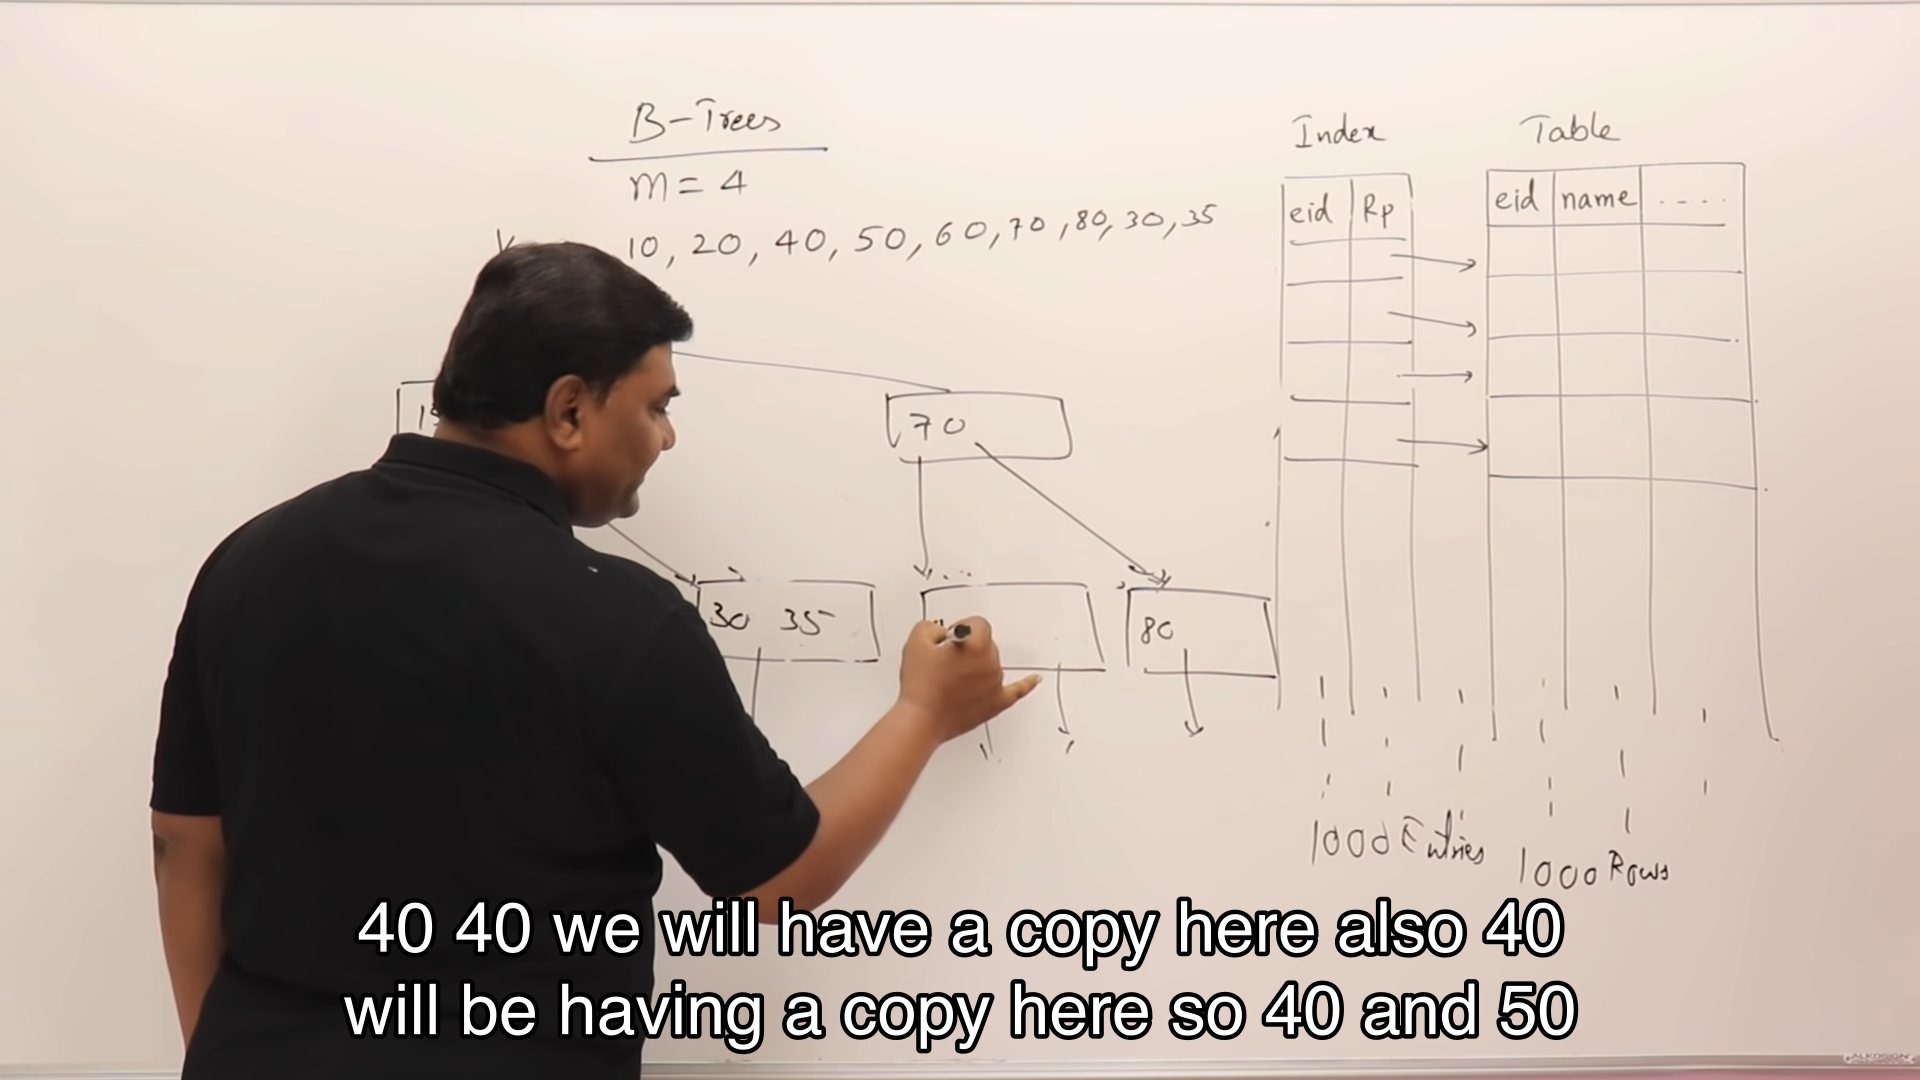 B-Trees
m = 4
10, 20, 40, 50, 60, 70, 80, 30, 35
Index
Table
eid Rp
eid name ....
70
30 35
80
1000 Entries
1000 Rows
40 40 we will have a copy here also 40
will be having a copy here so 40 and 50